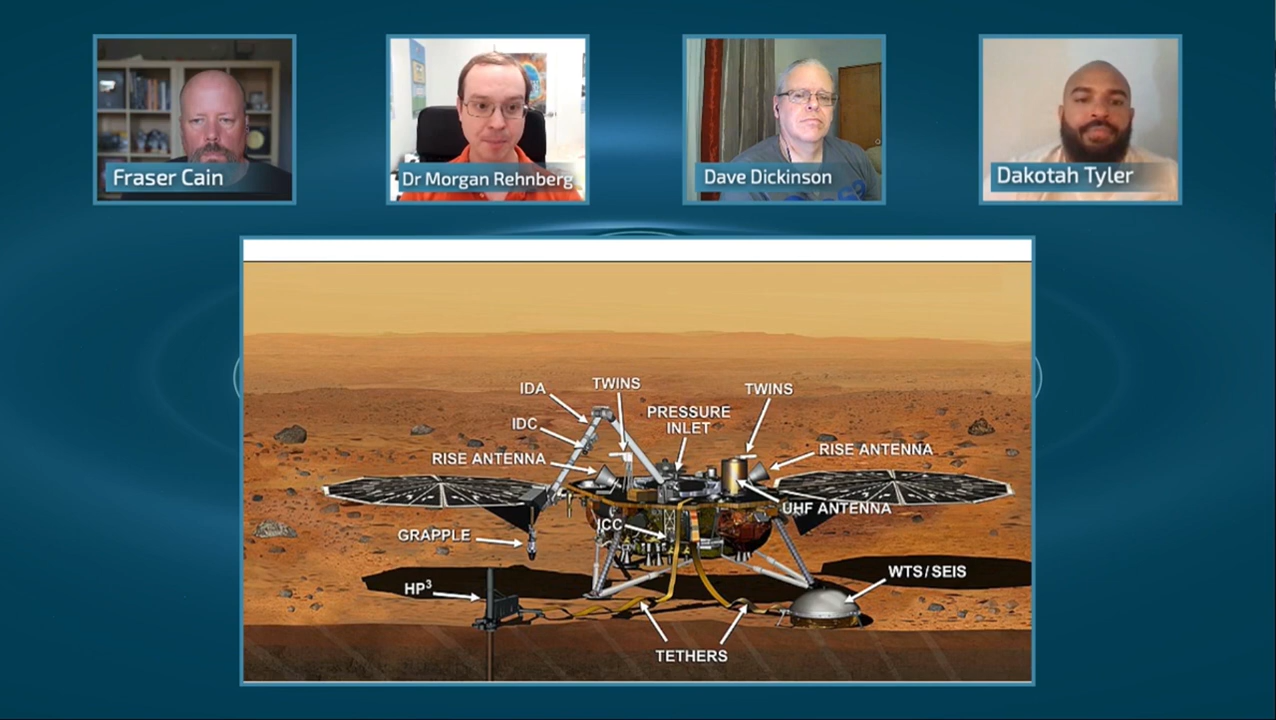 Fraser Cain
Dr Morgan Rehnberg
Dave Dickinson
Dakotah Tyler
IDA
TWINS
TWINS
IDC
PRESSURE
INLET
RISE ANTENNA
RISE ANTENNA
UHF ANTENNA
ICC
GRAPPLE
WTS/SEIS
HP³
TETHERS